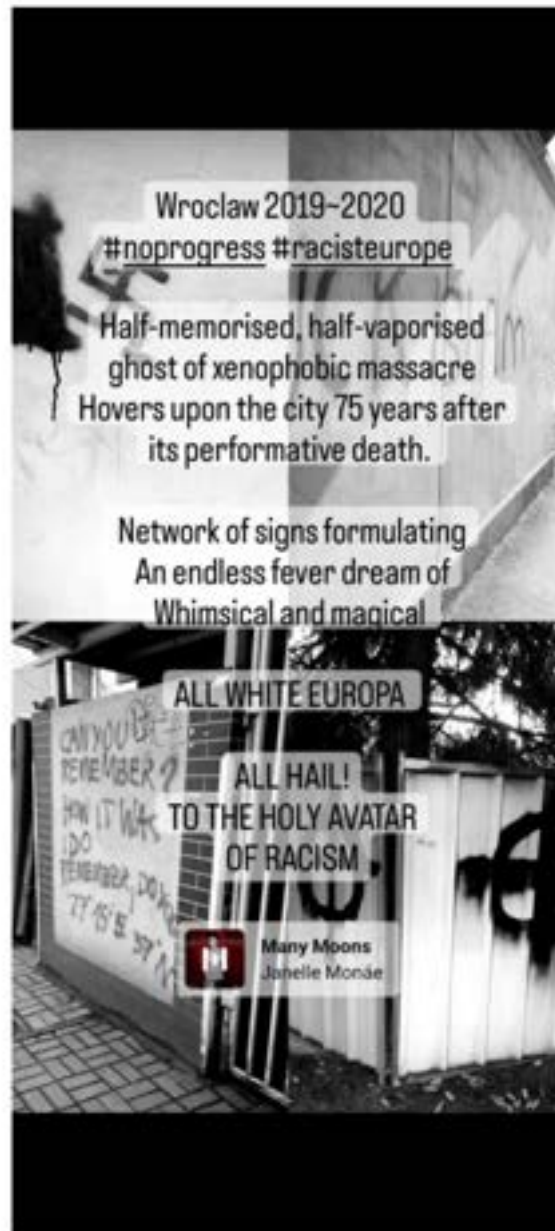 Wroclaw 2019~2020
#noprogress #racisteurope
Half-memorised, half-vaporised
ghost of xenophobic massacre
Hovers upon the city 75 years after
its performative death.
Network of signs formulating
An endless fever dream of
Whimsical and magical
ALL WHITE EUROPA
ALL HAIL!
TO THE HOLY AVATAR
OF RACISM
CAN YOU
REMEMBER?
HOW IT WAS
I DO
REMEMBER, DO
Many Moons
Janelle Monáe